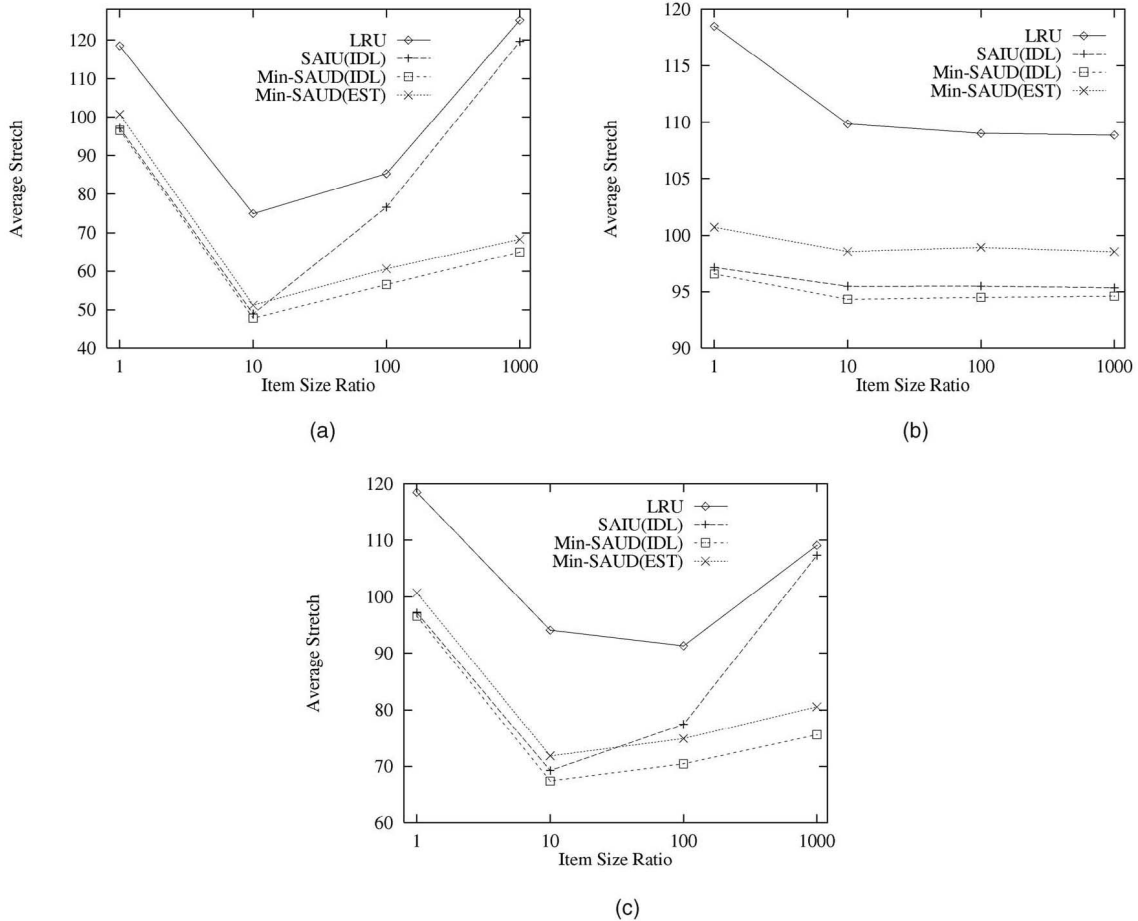 120
110
100
90
80
70
60
50
40
Average Stretch
LRU
SAIU(IDL)
Min-SAUD(IDL)
Min-SAUD(EST)
1 10 100 1000
Item Size Ratio
(a)
120
115
110
105
100
95
90
Average Stretch
LRU
SAIU(IDL)
Min-SAUD(IDL)
Min-SAUD(EST)
1 10 100 1000
Item Size Ratio
(b)
120
110
100
90
80
70
60
Average Stretch
LRU
SAIU(IDL)
Min-SAUD(IDL)
Min-SAUD(EST)
1 10 100 1000
Item Size Ratio
(c)